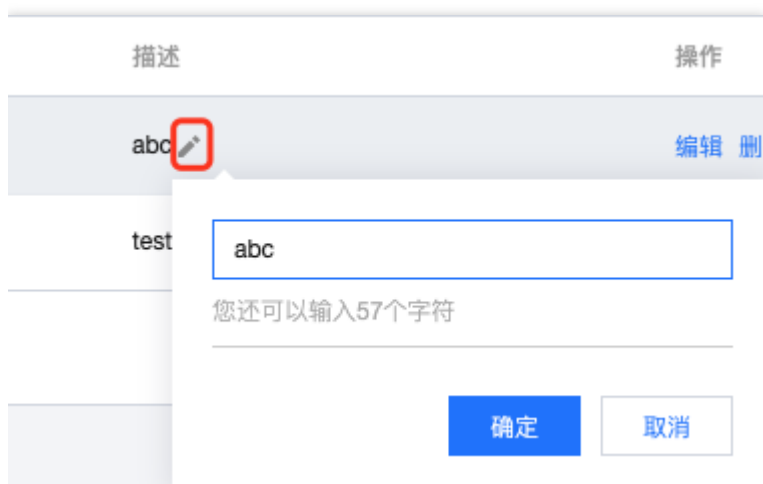 描述 操作
abc 编辑 删
test
abc
您还可以输入57个字符
确定 取消